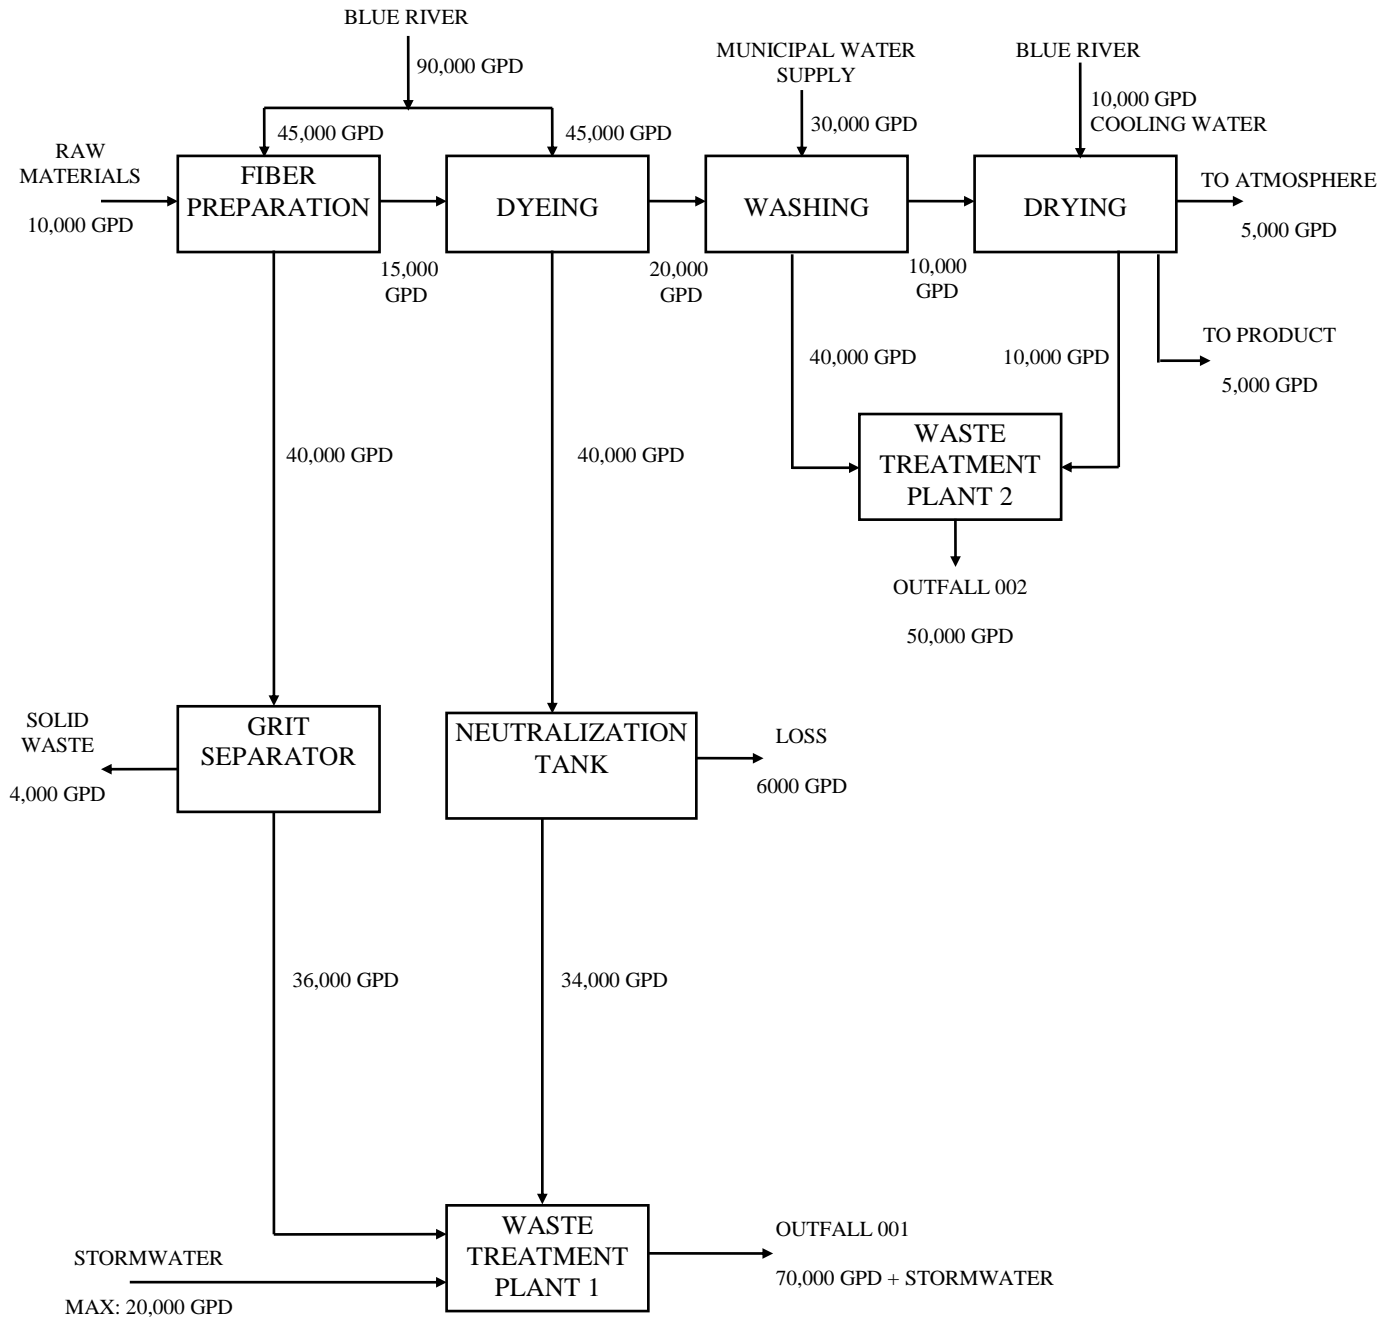 BLUE RIVER
90,000 GPD
MUNICIPAL WATER
SUPPLY
BLUE RIVER
45,000 GPD
45,000 GPD
30,000 GPD
10,000 GPD
COOLING WATER
RAW
MATERIALS
10,000 GPD
FIBER
PREPARATION
DYEING
WASHING
DRYING
TO ATMOSPHERE
5,000 GPD
15,000
GPD
20,000
GPD
10,000
GPD
TO PRODUCT
5,000 GPD
40,000 GPD
10,000 GPD
40,000 GPD
40,000 GPD
WASTE
TREATMENT
PLANT 2
OUTFALL 002
50,000 GPD
SOLID
WASTE
4,000 GPD
GRIT
SEPARATOR
NEUTRALIZATION
TANK
LOSS
6000 GPD
36,000 GPD
34,000 GPD
STORMWATER
MAX: 20,000 GPD
WASTE
TREATMENT
PLANT 1
OUTFALL 001
70,000 GPD + STORMWATER